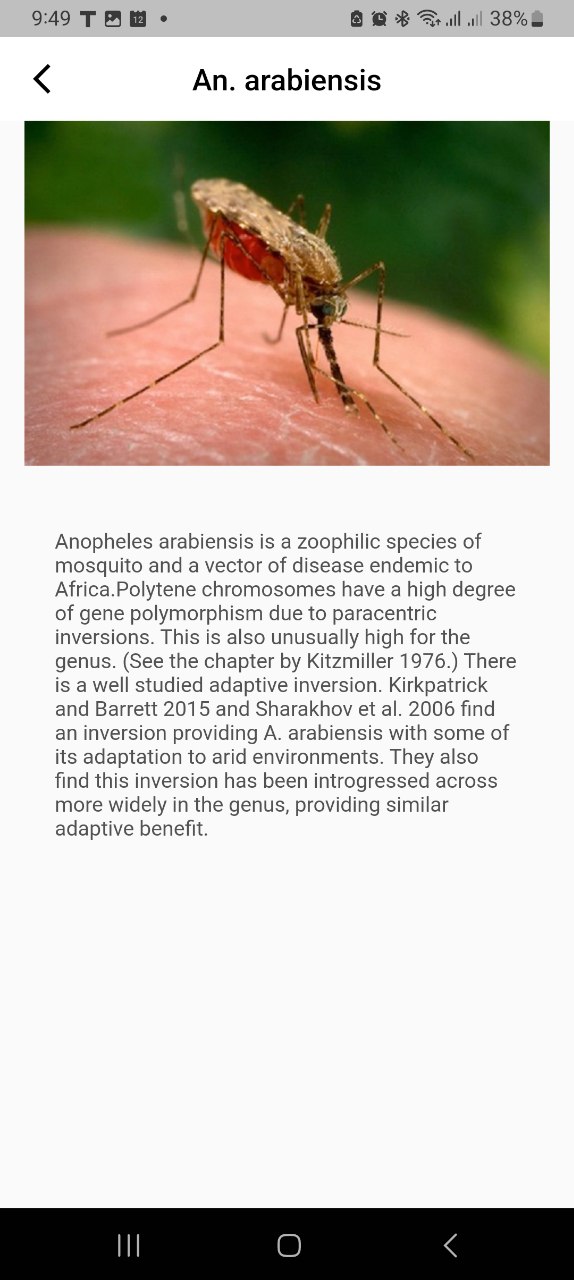 9:49 T 12 38%
An. arabiensis
Anopheles arabiensis is a zoophilic species of
mosquito and a vector of disease endemic to
Africa.Polytene chromosomes have a high degree
of gene polymorphism due to paracentric
inversions. This is also unusually high for the
genus. (See the chapter by Kitzmiller 1976.) There
is a well studied adaptive inversion. Kirkpatrick
and Barrett 2015 and Sharakhov et al. 2006 find
an inversion providing A. arabiensis with some of
its adaptation to arid environments. They also
find this inversion has been introgressed across
more widely in the genus, providing similar
adaptive benefit.